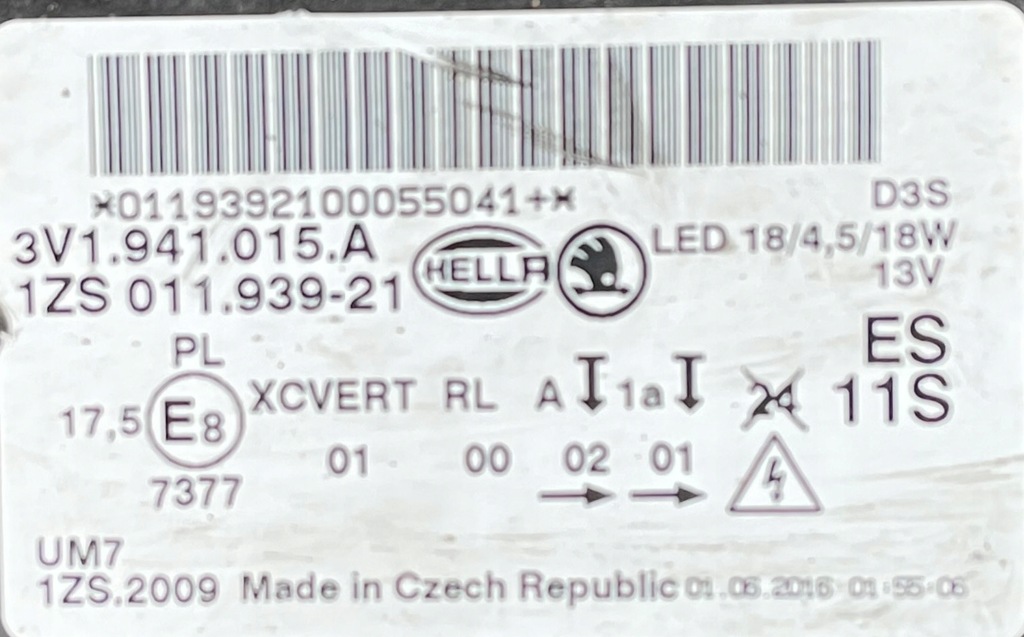 *0119392100055041+*
D3S
3V1.941.015.A
HELLA
LED 18/4,5/18W
1ZS 011.939-21
13V
PL
ES
17,5 E8 XCVERT RL A 1a 24 11S
01 00 02 01
7377
UM7
1ZS.2009 Made in Czech Republic 01.06.2016 01:55:06